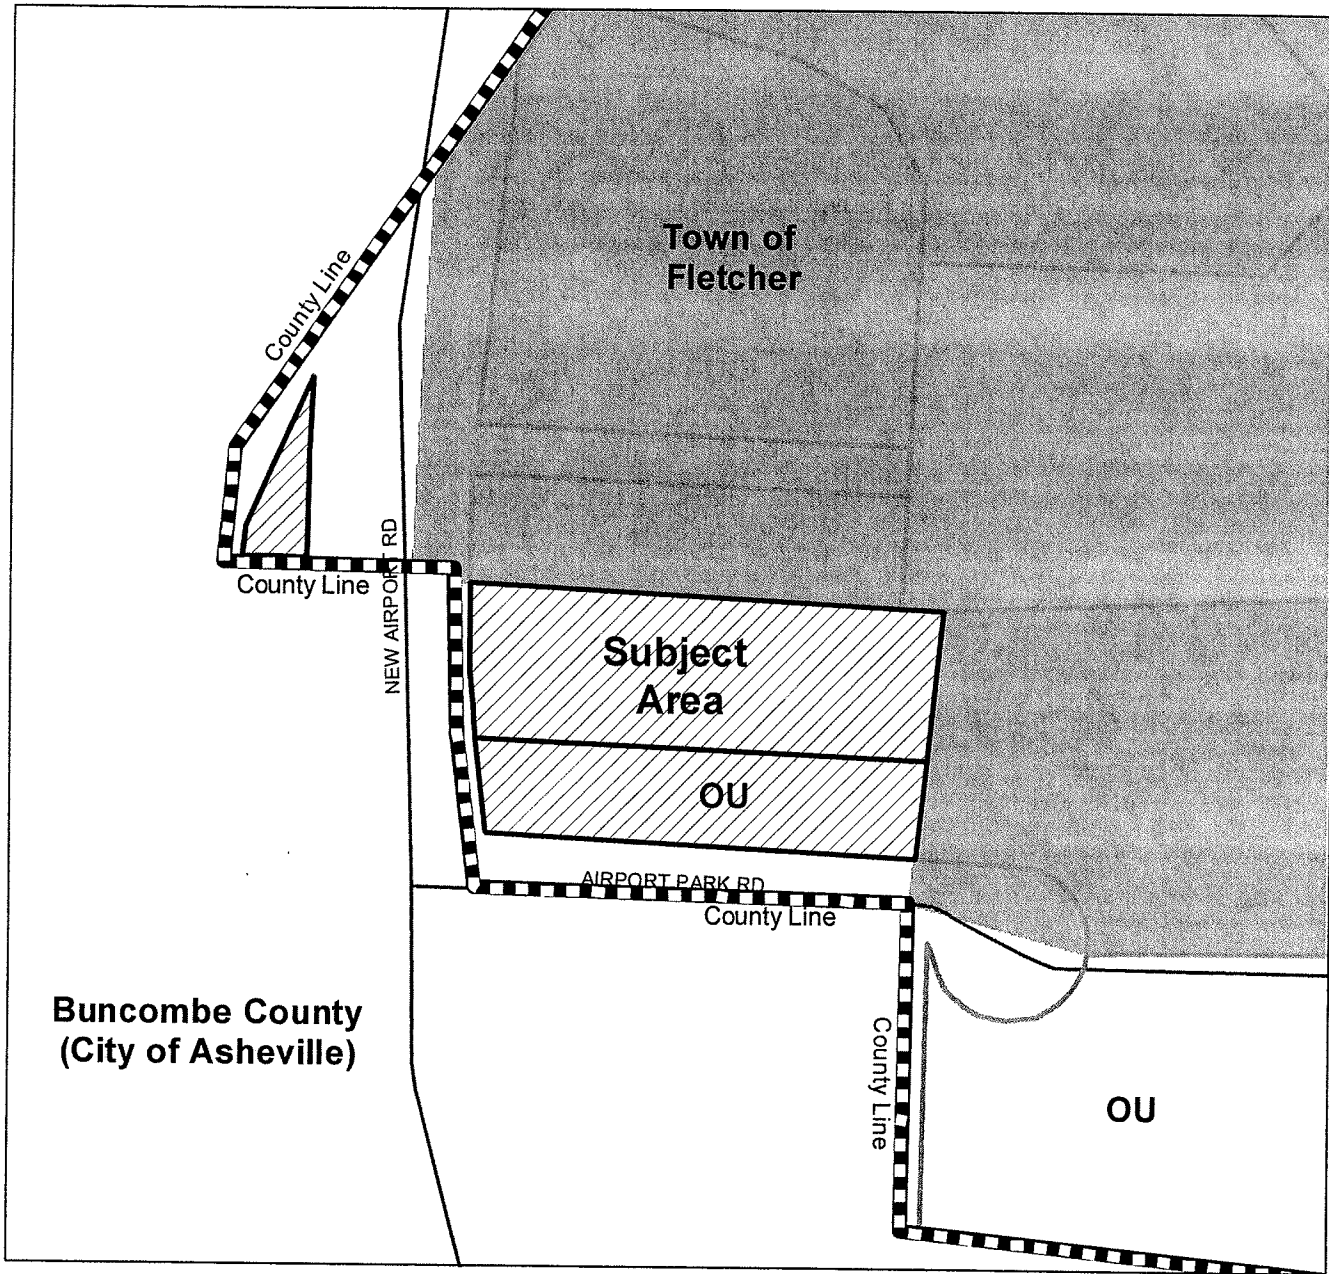 Town of
Fletcher
County Line
County Line
NEW AIRPORT RD
Subject
Area
OU
AIRPORT PARK RD
County Line
Buncombe County
(City of Asheville)
County Line
OU